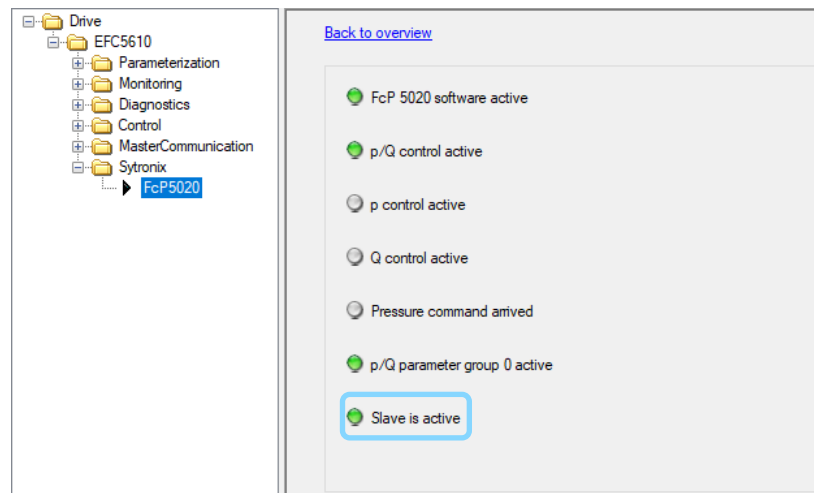 Drive
EFC5610
Parameterization
Monitoring
Diagnostics
Control
MasterCommunication
Sytronix
FcP5020
Back to overview
FcP 5020 software active
p/Q control active
p control active
Q control active
Pressure command arrived
p/Q parameter group 0 active
Slave is active